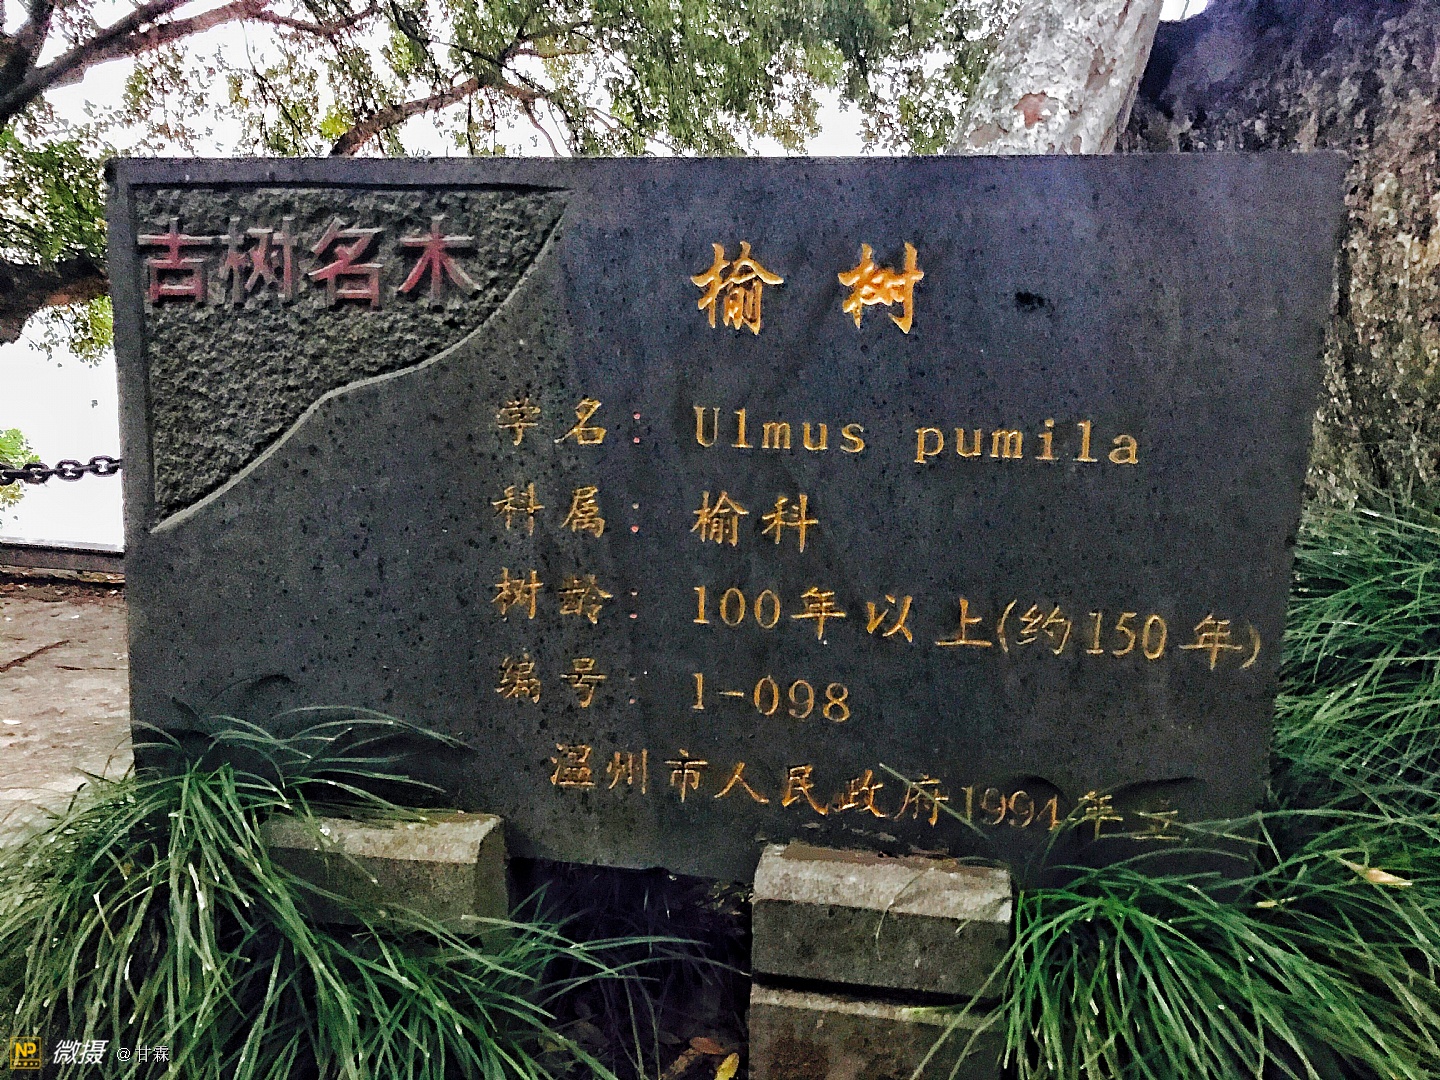 古树名木
榆树
学名：Ulmus pumila
科属：榆科
树龄：100年以上(约150年)
编号：1-098
温州市人民政府1994年立
NP 微摄 @甘霖